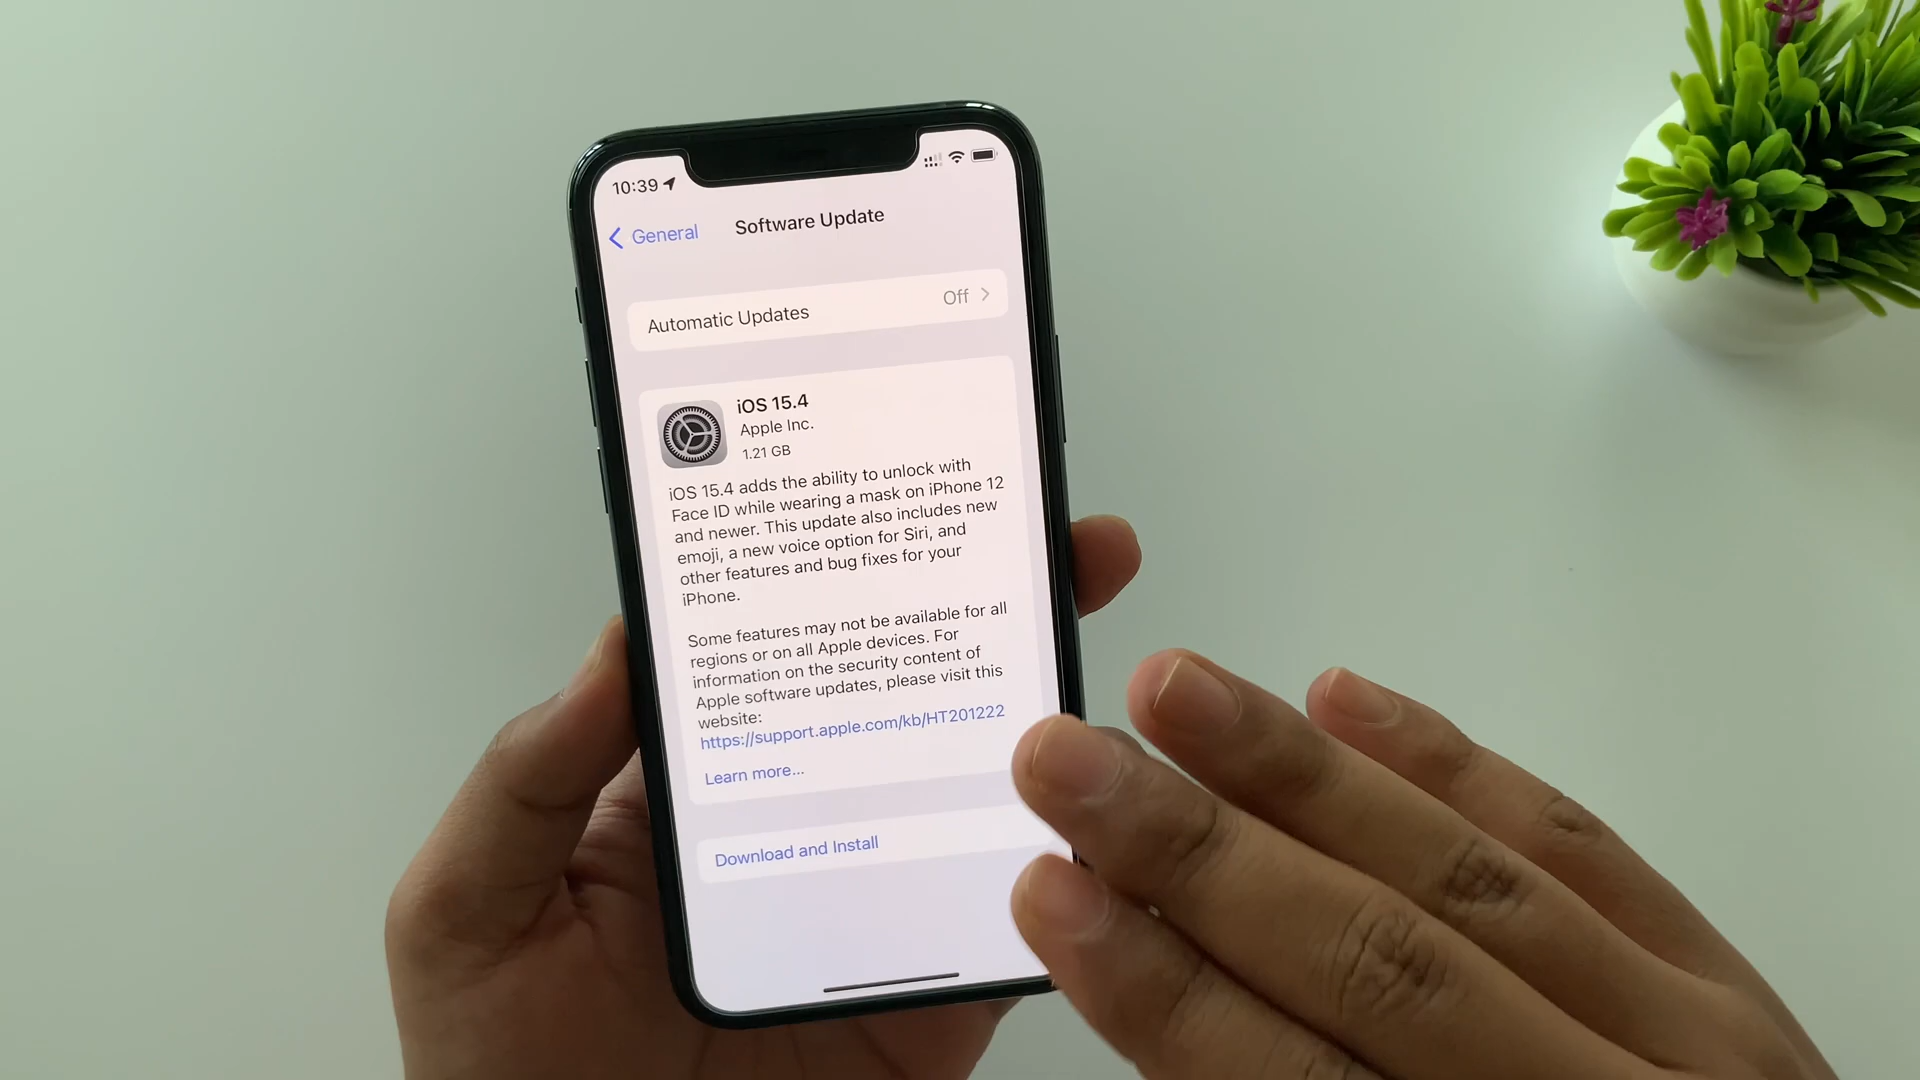 10:39
General
Software Update
Automatic Updates
Off
iOS 15.4
Apple Inc.
1.21 GB
iOS 15.4 adds the ability to unlock with
Face ID while wearing a mask on iPhone 12
and newer. This update also includes new
emoji, a new voice option for Siri, and
other features and bug fixes for your
iPhone.
Some features may not be available for all
regions or on all Apple devices. For
information on the security content of
Apple software updates, please visit this
website:
https://support.apple.com/kb/HT201222
Learn more...
Download and Install